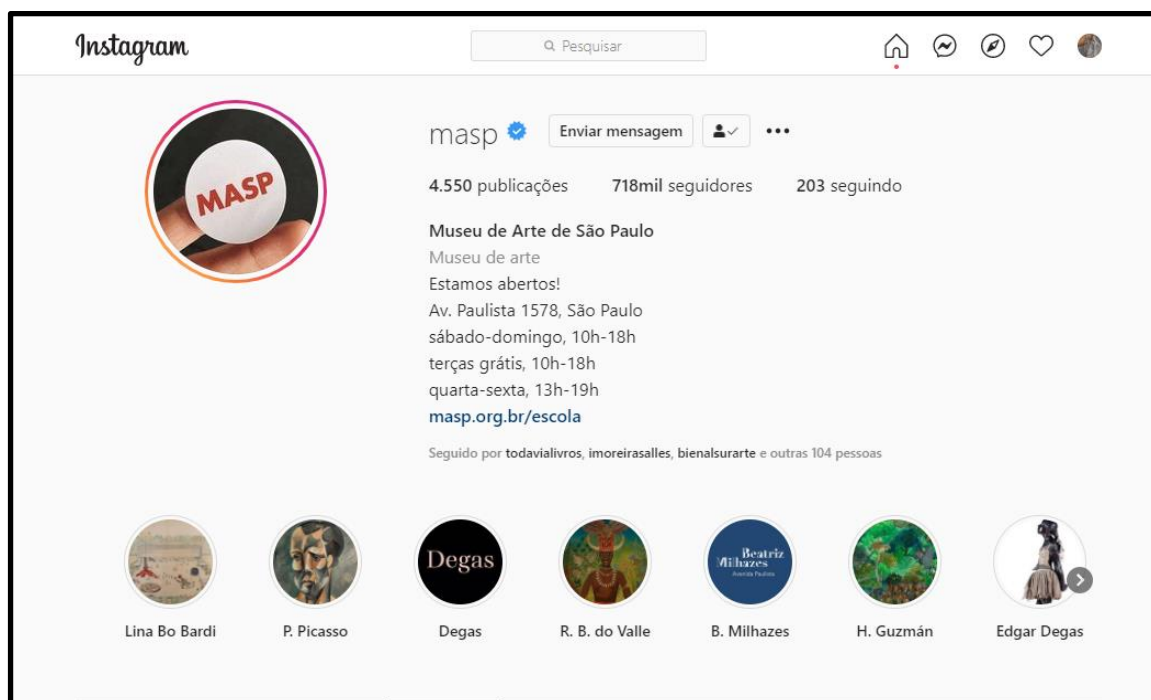 Instagram
Pesquisar
MASP
masp Enviar mensagem
4.550 publicações 718mil seguidores 203 seguindo
Museu de Arte de São Paulo
Museu de arte
Estamos abertos!
Av. Paulista 1578, São Paulo
sábado-domingo, 10h-18h
terças grátis, 10h-18h
quarta-sexta, 13h-19h
masp.org.br/escola
Seguido por todavialivros, imoreirasalles, bienalsurarte e outras 104 pessoas
Degas
Beatriz
Milhazes
Avenida Paulista
Lina Bo Bardi P. Picasso Degas R. B. do Valle B. Milhazes H. Guzmán Edgar Degas